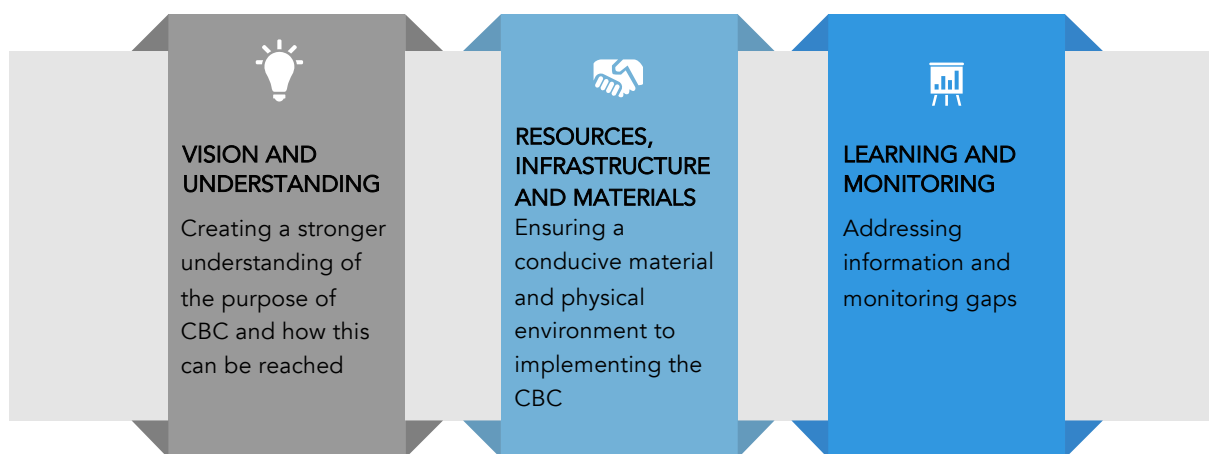 VISION AND
UNDERSTANDING
Creating a stronger
understanding of
the purpose of
CBC and how this
can be reached
RESOURCES,
INFRASTRUCTURE
AND MATERIALS
Ensuring a
conducive material
and physical
environment to
implementing the
CBC
LEARNING AND
MONITORING
Addressing
information and
monitoring gaps